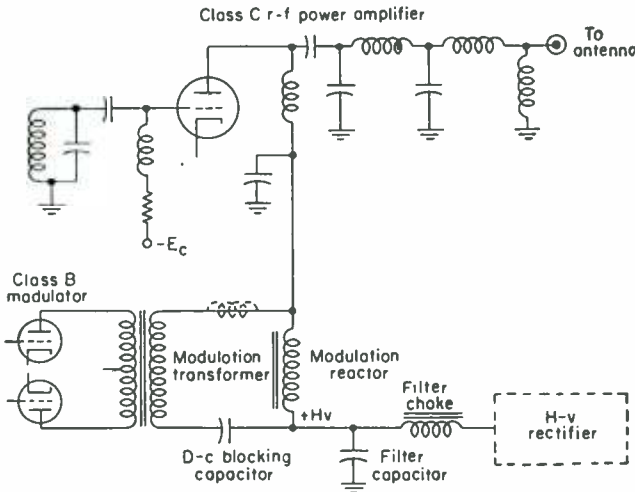 Class C r-f power amplifier
To
antenna
-Ec
Class B
modulator
Modulotion
transformer
Modulation
reactor
+Hv
Filter
choke
H-v
rectifier
D-c blocking
capacitor
Filter
capacitor